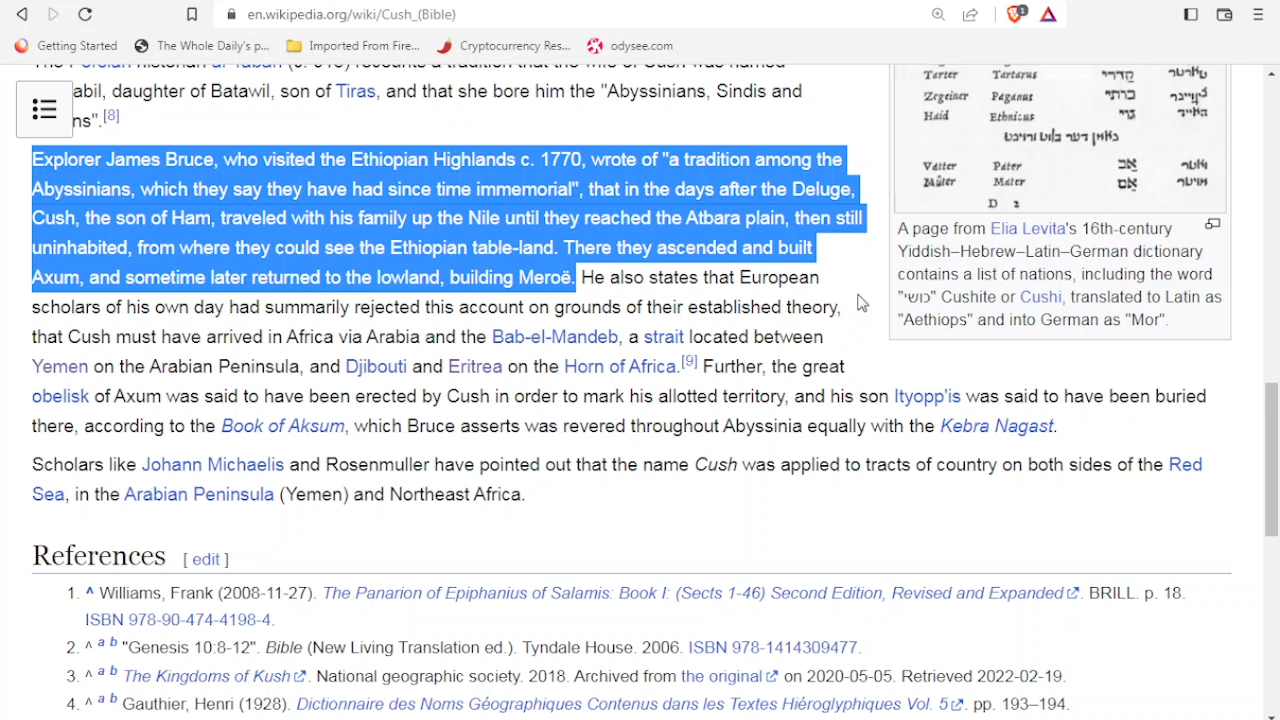 en.wikipedia.org/wiki/Cush_(Bible)
1
Getting Started
The Whole Daily's p...
Imported From Fire...
Cryptocurrency Res...
odysee.com
abil, daughter of Batawil, son of Tiras, and that she bore him the "Abyssinians, Sindis and
ns".[8]
Explorer James Bruce, who visited the Ethiopian Highlands c. 1770, wrote of "a tradition among the
Abyssinians, which they say they have had since time immemorial", that in the days after the Deluge,
Cush, the son of Ham, traveled with his family up the Nile until they reached the Atbara plain, then still
uninhabited, from where they could see the Ethiopian table-land. There they ascended and built
Axum, and sometime later returned to the lowland, building Meroë. He also states that European
scholars of his own day had summarily rejected this account on grounds of their established theory,
that Cush must have arrived in Africa via Arabia and the Bab-el-Mandeb, a strait located between
Yemen on the Arabian Peninsula, and Djibouti and Eritrea on the Horn of Africa.[9] Further, the great
obelisk of Axum was said to have been erected by Cush in order to mark his allotted territory, and his son Ityopp'is was said to have been buried
there, according to the Book of Aksum, which Bruce asserts was revered throughout Abyssinia equally with the Kebra Nagast.
Scholars like Johann Michaelis and Rosenmuller have pointed out that the name Cush was applied to tracts of country on both sides of the Red
Sea, in the Arabian Peninsula (Yemen) and Northeast Africa.
Tarter Tartarus
Zegeiner Paganus
Haid Ethnicus
Vatter Pater אב
Mûter Mater אם
D 2
A page from Elia Levita's 16th-century
Yiddish–Hebrew–Latin–German dictionary
contains a list of nations, including the word
"כושי" Cushite or Cushi, translated to Latin as
"Aethiops" and into German as "Mor".
References [ edit ]
1. ^ Williams, Frank (2008-11-27). The Panarion of Epiphanius of Salamis: Book I: (Sects 1-46) Second Edition, Revised and Expanded. BRILL. p. 18.
ISBN 978-90-474-4198-4.
2. ^ a b "Genesis 10:8-12". Bible (New Living Translation ed.). Tyndale House. 2006. ISBN 978-1414309477.
3. ^ a b The Kingdoms of Kush. National geographic society. 2018. Archived from the original on 2020-05-05. Retrieved 2022-02-19.
4. ^ a b Gauthier, Henri (1928). Dictionnaire des Noms Géographiques Contenus dans les Textes Hiéroglyphiques Vol. 5. pp. 193–194.